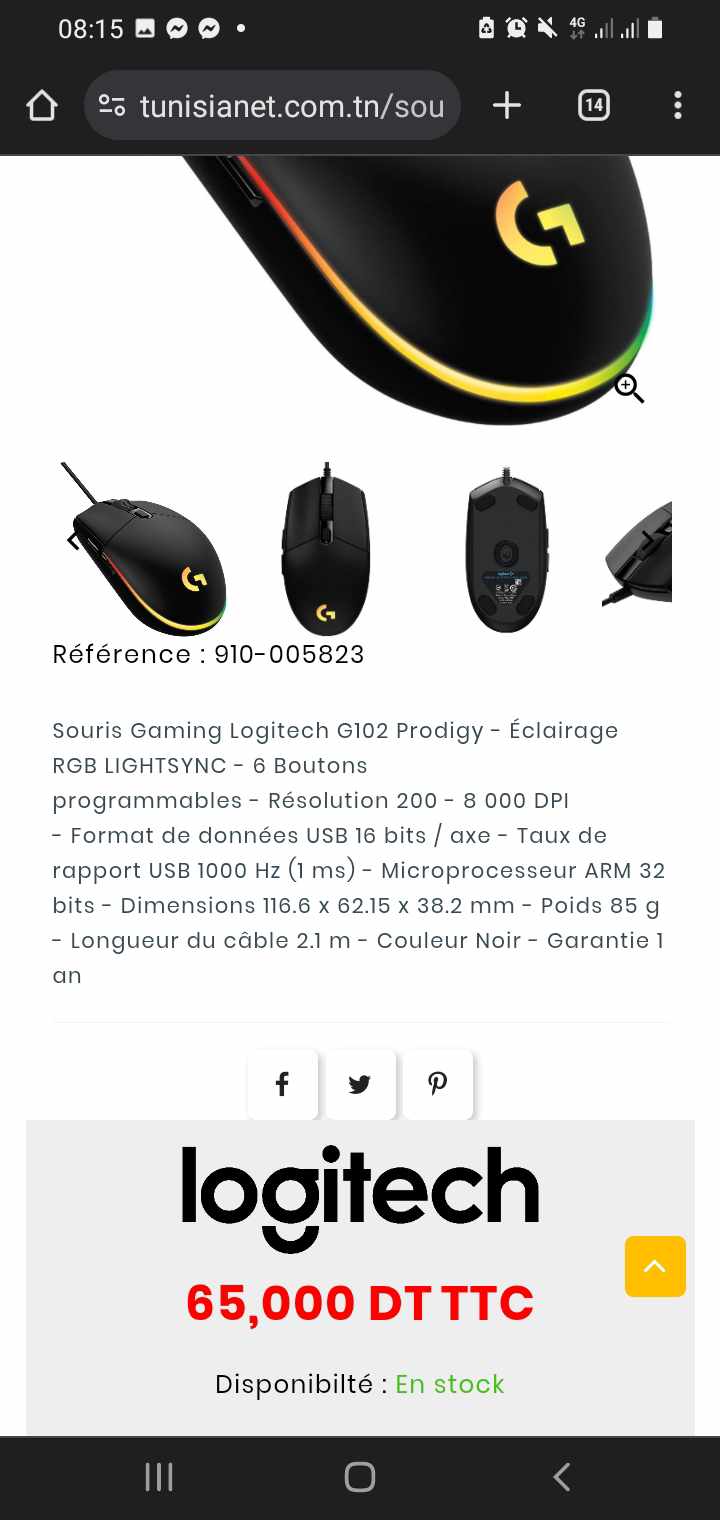 08:15
4G
tunisianet.com.tn/sou
14
Référence : 910-005823
Souris Gaming Logitech G102 Prodigy - Éclairage
RGB LIGHTSYNC - 6 Boutons
programmables - Résolution 200 - 8 000 DPI
- Format de données USB 16 bits / axe - Taux de
rapport USB 1000 Hz (1 ms) - Microprocesseur ARM 32
bits - Dimensions 116.6 x 62.15 x 38.2 mm - Poids 85 g
- Longueur du câble 2.1 m - Couleur Noir - Garantie 1
an
logitech
65,000 DT TTC
Disponibilté : En stock